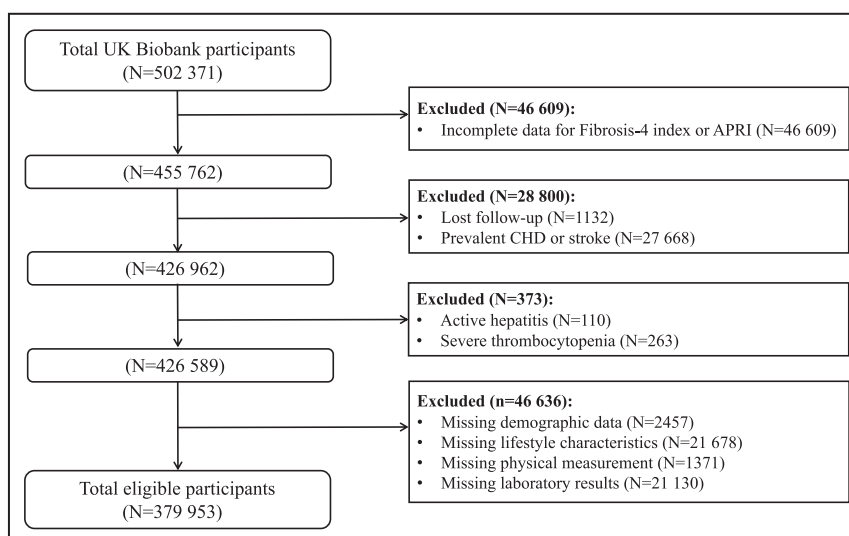 Total UK Biobank participants
(N=502 371)
Excluded (N=46 609):
• Incomplete data for Fibrosis-4 index or APRI (N=46 609)
(N=455 762)
Excluded (N=28 800):
• Lost follow-up (N=1132)
• Prevalent CHD or stroke (N=27 668)
(N=426 962)
Excluded (N=373):
• Active hepatitis (N=110)
• Severe thrombocytopenia (N=263)
(N=426 589)
Excluded (n=46 636):
• Missing demographic data (N=2457)
• Missing lifestyle characteristics (N=21 678)
• Missing physical measurement (N=1371)
• Missing laboratory results (N=21 130)
Total eligible participants
(N=379 953)